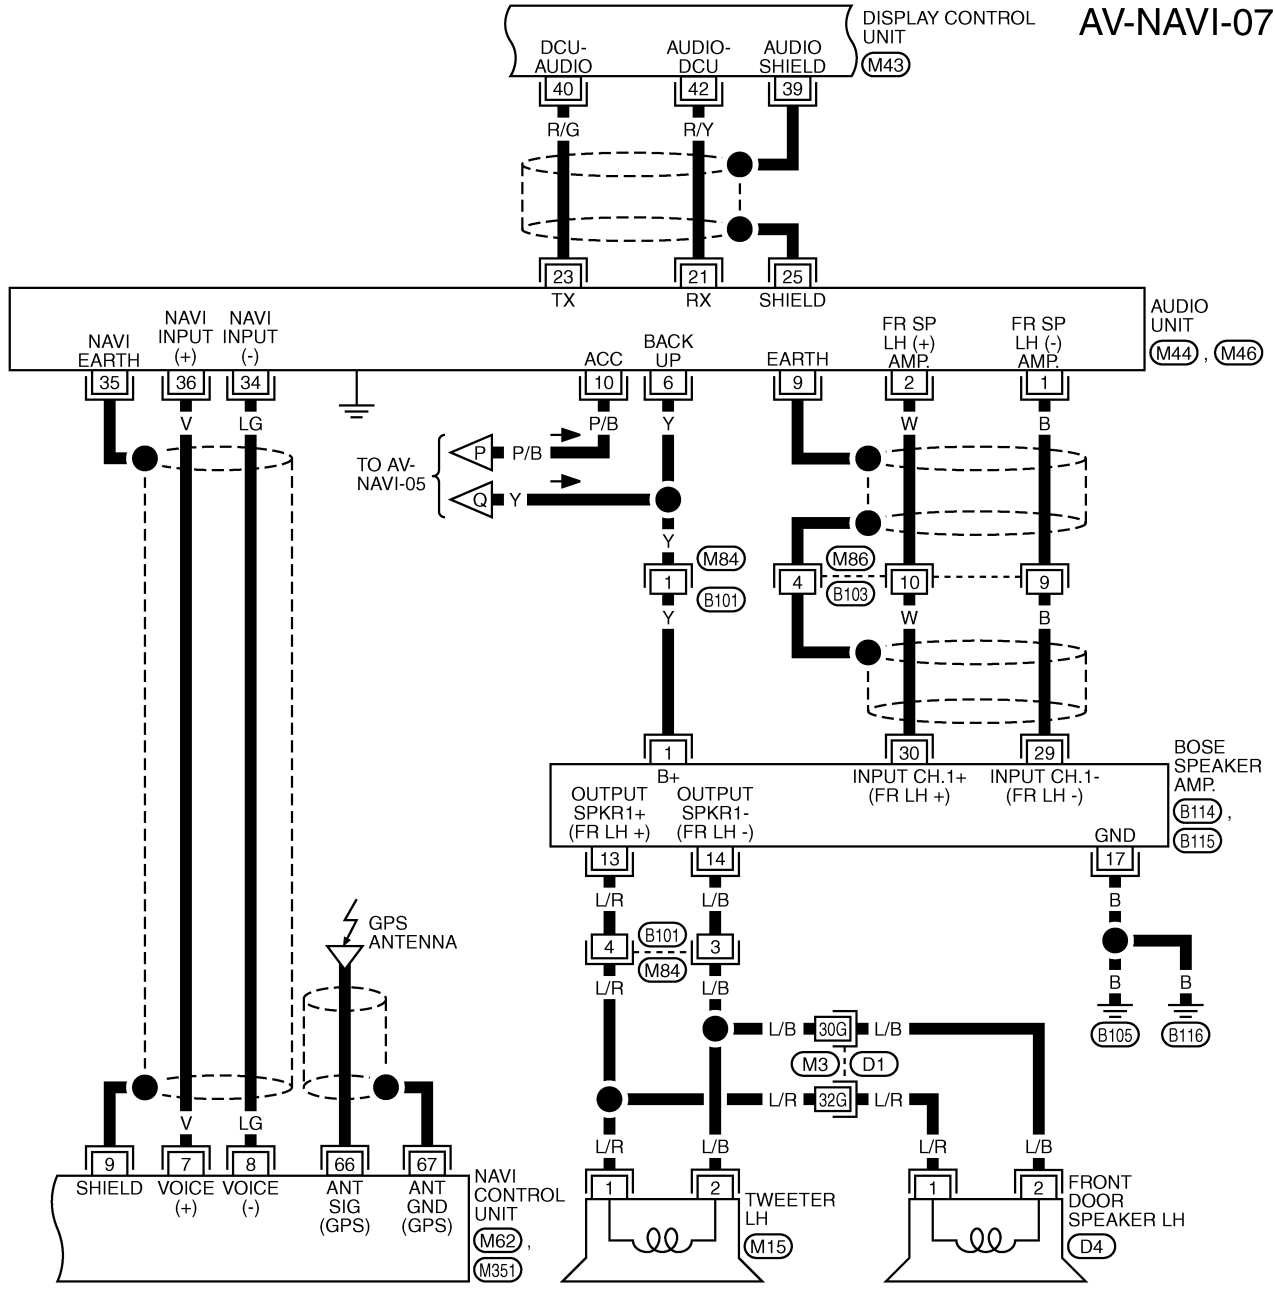 AV-NAVI-07
DISPLAY CONTROL
UNIT
M43
DCU-
AUDIO
AUDIO-
DCU
AUDIO
SHIELD
40
42
39
R/G
R/Y
23
21
25
TX
RX
SHIELD
AUDIO
UNIT
M44 , M46
NAVI
EARTH
NAVI
INPUT
(+)
NAVI
INPUT
(-)
ACC
BACK
UP
EARTH
FR SP
LH (+)
AMP.
FR SP
LH (-)
AMP.
35
36
34
10
6
9
2
1
V
LG
P/B
Y
W
B
TO AV-
NAVI-05
P
P/B
Q
Y
Y
M84
1
B101
Y
M86
4
B103
10
9
W
B
1
30
29
B+
INPUT CH.1+
(FR LH +)
INPUT CH.1-
(FR LH -)
BOSE
SPEAKER
AMP.
B114 ,
B115
OUTPUT
SPKR1+
(FR LH +)
OUTPUT
SPKR1-
(FR LH -)
GND
13
14
17
L/R
L/B
B
4
B101
M84
3
L/R
L/B
B
B
B105
B116
GPS
ANTENNA
L/B
30G
L/B
M3
D1
L/R
32G
L/R
V
LG
L/R
L/B
L/R
L/B
9
7
8
66
67
SHIELD
VOICE
(+)
VOICE
(-)
ANT
SIG
(GPS)
ANT
GND
(GPS)
NAVI
CONTROL
UNIT
M62 ,
M351
1
2
TWEETER
LH
M15
1
2
FRONT
DOOR
SPEAKER LH
D4